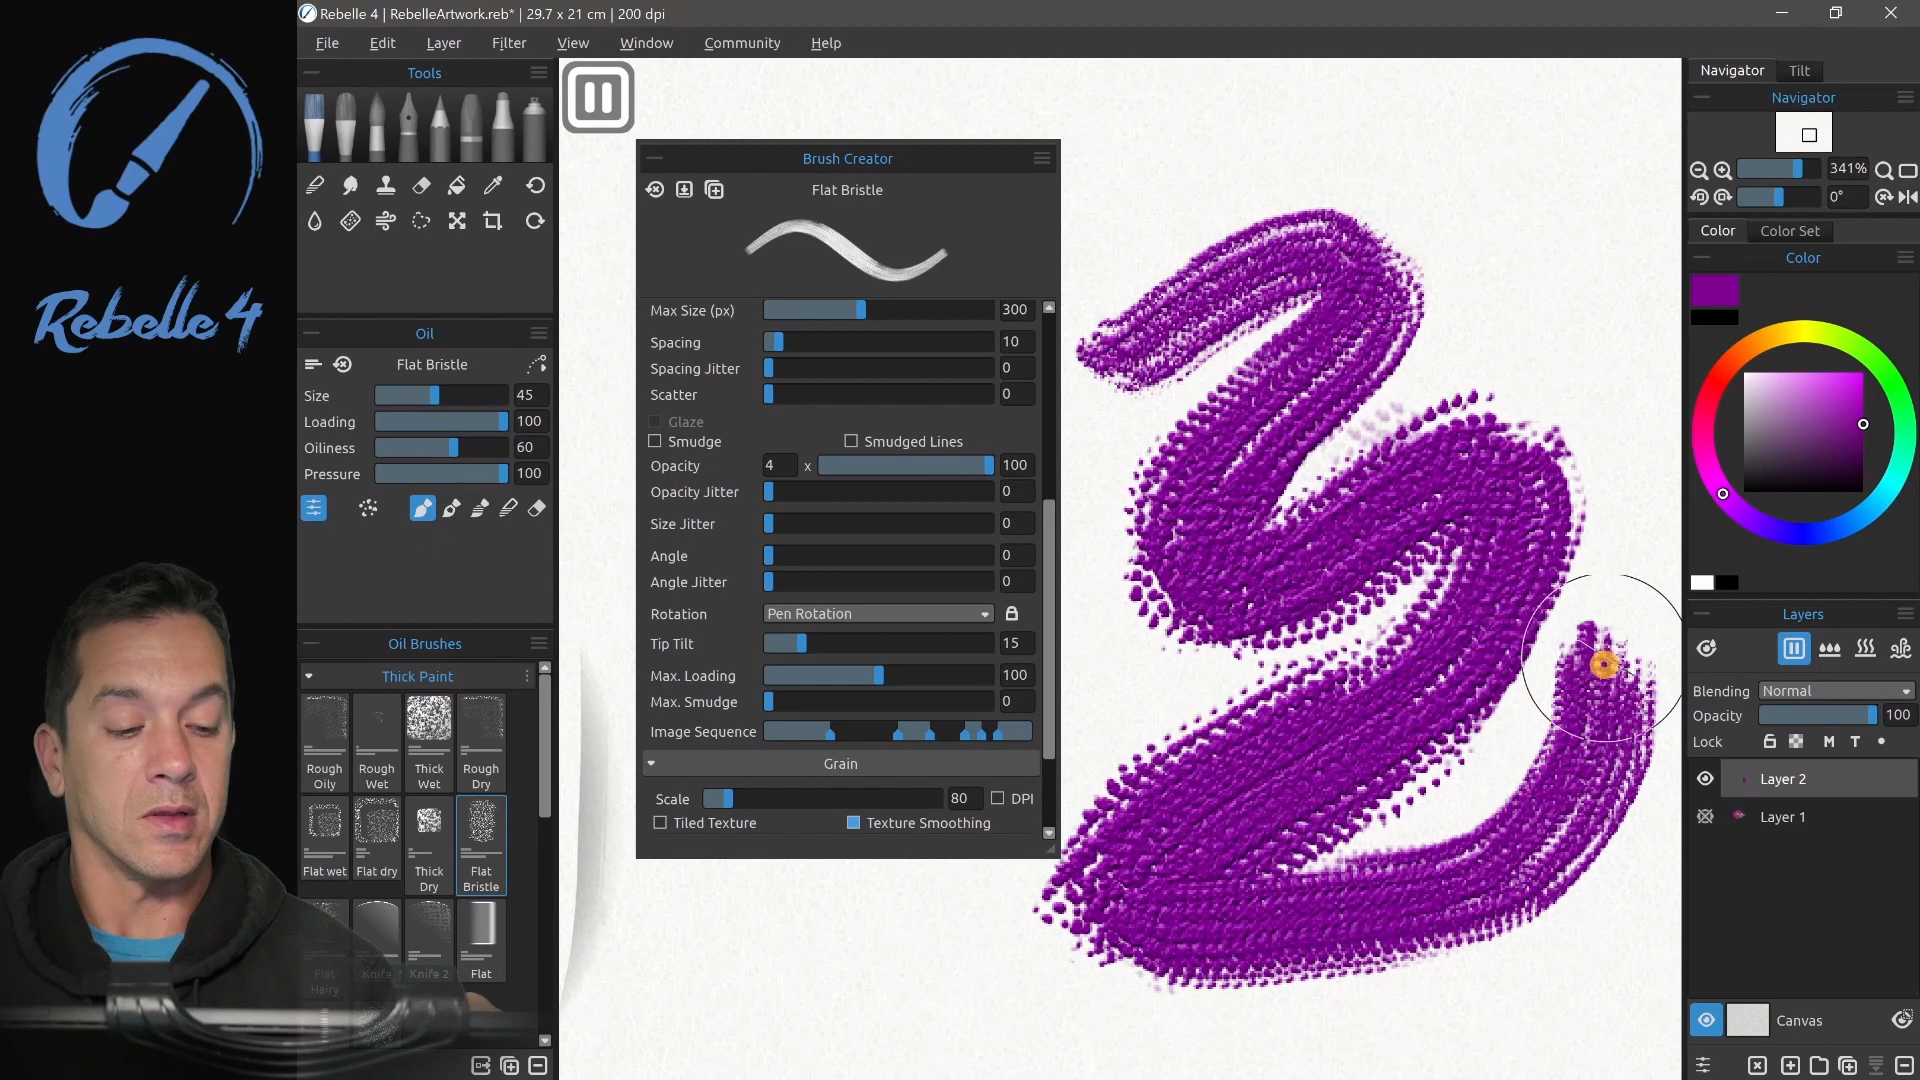 Rebelle 4 | RebelleArtwork.reb* | 29.7 x 21 cm | 200 dpi
File Edit Layer Filter View Window Community Help
Rebelle 4
Tools
Oil
Flat Bristle
Size 45
Loading 100
Oiliness 60
Pressure 100
Oil Brushes
Thick Paint
Rough Oily
Rough Wet
Thick Wet
Rough Dry
Flat wet
Flat dry
Thick Dry
Flat Bristle
Flat Hairy
Knife
Knife 2
Flat
Brush Creator
Flat Bristle
Max Size (px) 300
Spacing 10
Spacing Jitter 0
Scatter 0
Glaze
Smudge Smudged Lines
Opacity 4 x 100
Opacity Jitter 0
Size Jitter 0
Angle 0
Angle Jitter 0
Rotation Pen Rotation
Tip Tilt 15
Max. Loading 100
Max. Smudge 0
Image Sequence
Grain
Scale 80 DPI
Tiled Texture Texture Smoothing
Navigator Tilt
Navigator
341%
0°
Color Color Set
Color
Layers
Blending Normal
Opacity 100
Lock M T
Layer 2
Layer 1
Canvas